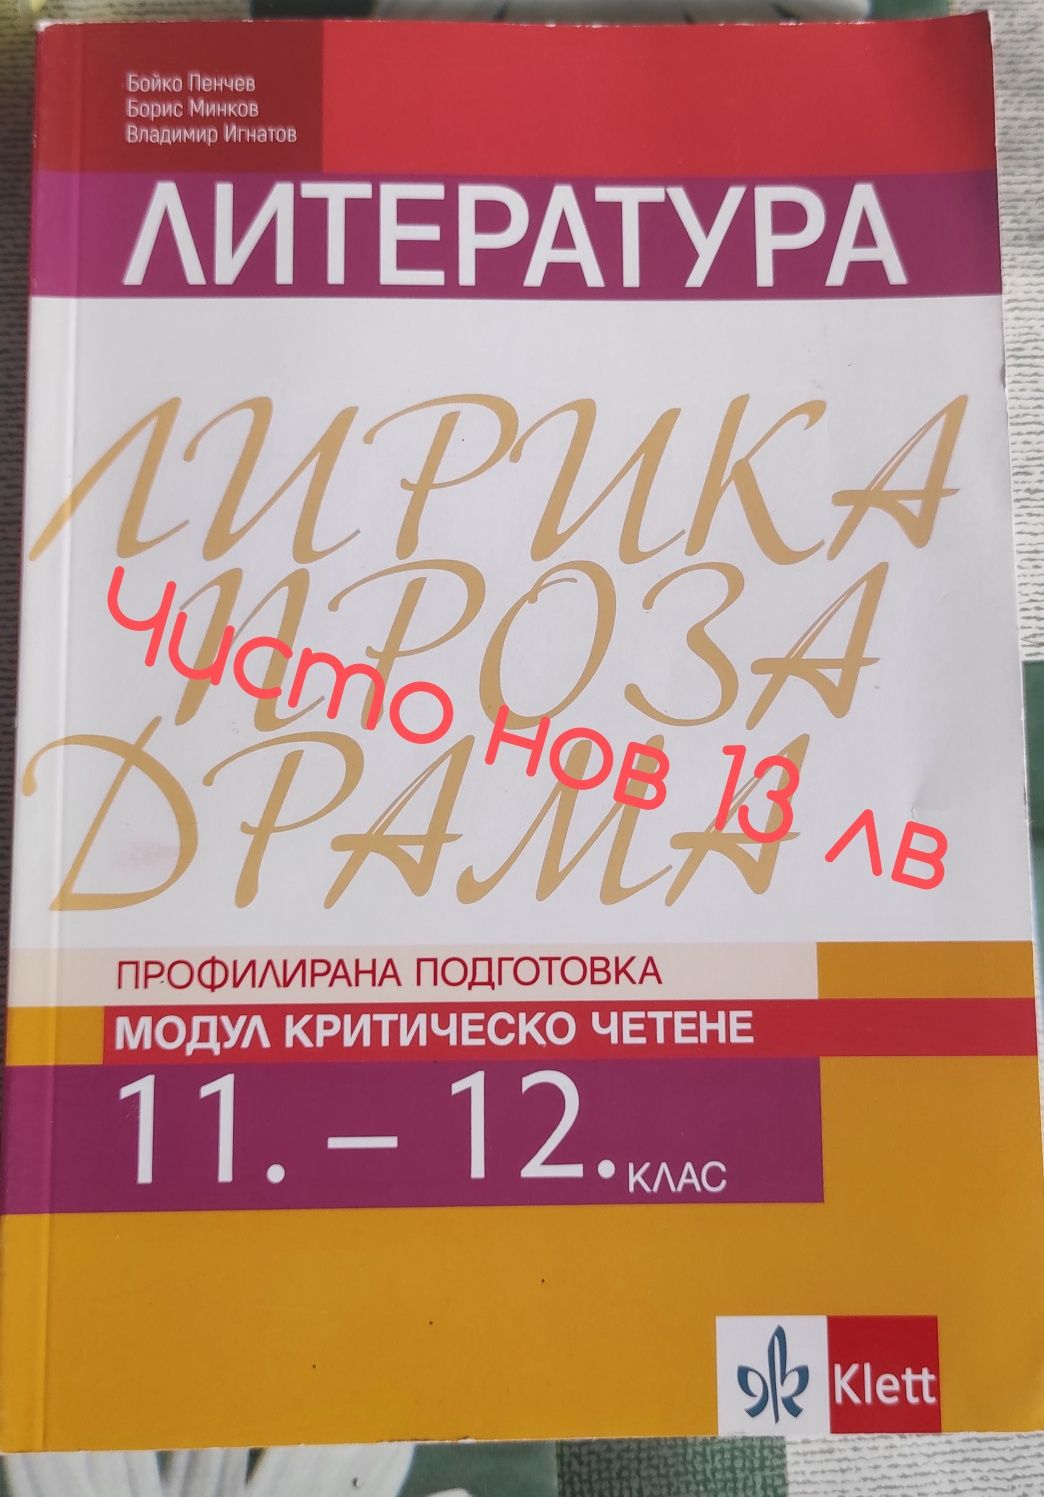 Бойко Пенчев
Борис Минков
Владимир Игнатов
ЛИТЕРАТУРА
ЛИРИКА
ПРОЗА
ДРАМА
Чисто нов 13 лв
ПРОФИЛИРАНА ПОДГОТОВКА
МОДУЛ КРИТИЧЕСКО ЧЕТЕНЕ
11. – 12. КЛАС
Klett